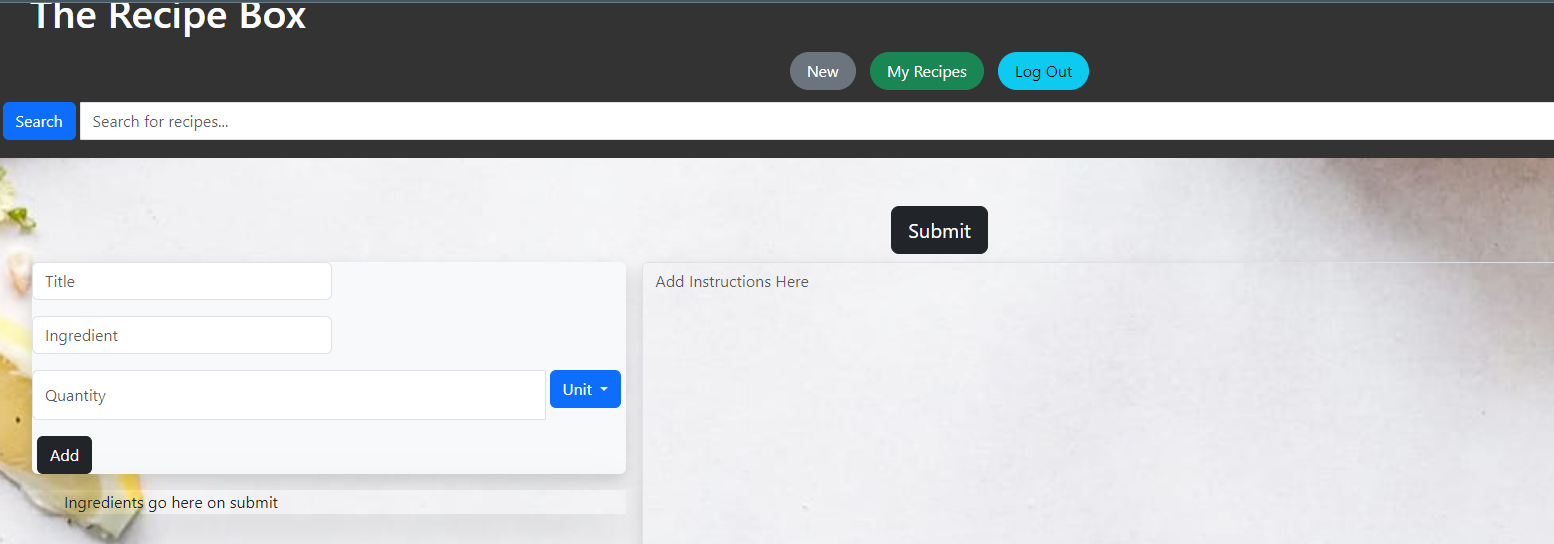 The Recipe Box
New My Recipes Log Out
Search Search for recipes...
Submit
Title
Ingredient
Quantity Unit
Add
Ingredients go here on submit
Add Instructions Here